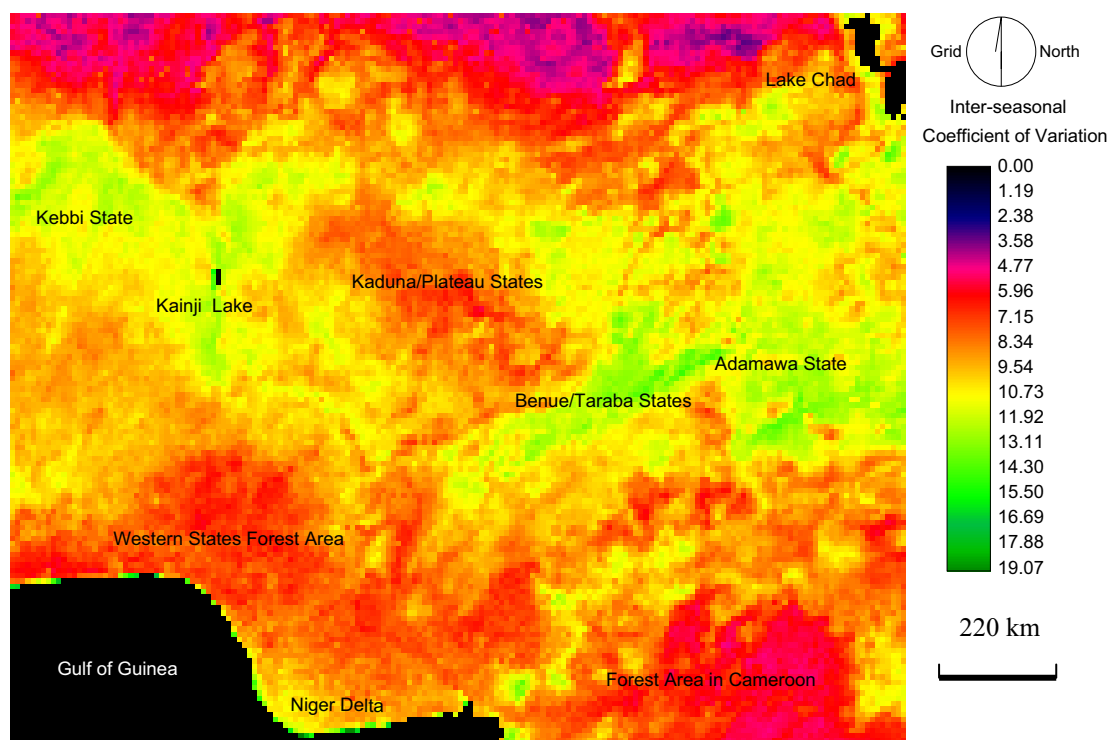 Grid North
Lake Chad
Inter-seasonal
Coefficient of Variation
0.00
1.19
2.38
3.58
4.77
5.96
7.15
8.34
9.54
10.73
11.92
13.11
14.30
15.50
16.69
17.88
19.07
Kebbi State
Kaduna/Plateau States
Kainji Lake
Adamawa State
Benue/Taraba States
Western States Forest Area
220 km
Gulf of Guinea
Forest Area in Cameroon
Niger Delta